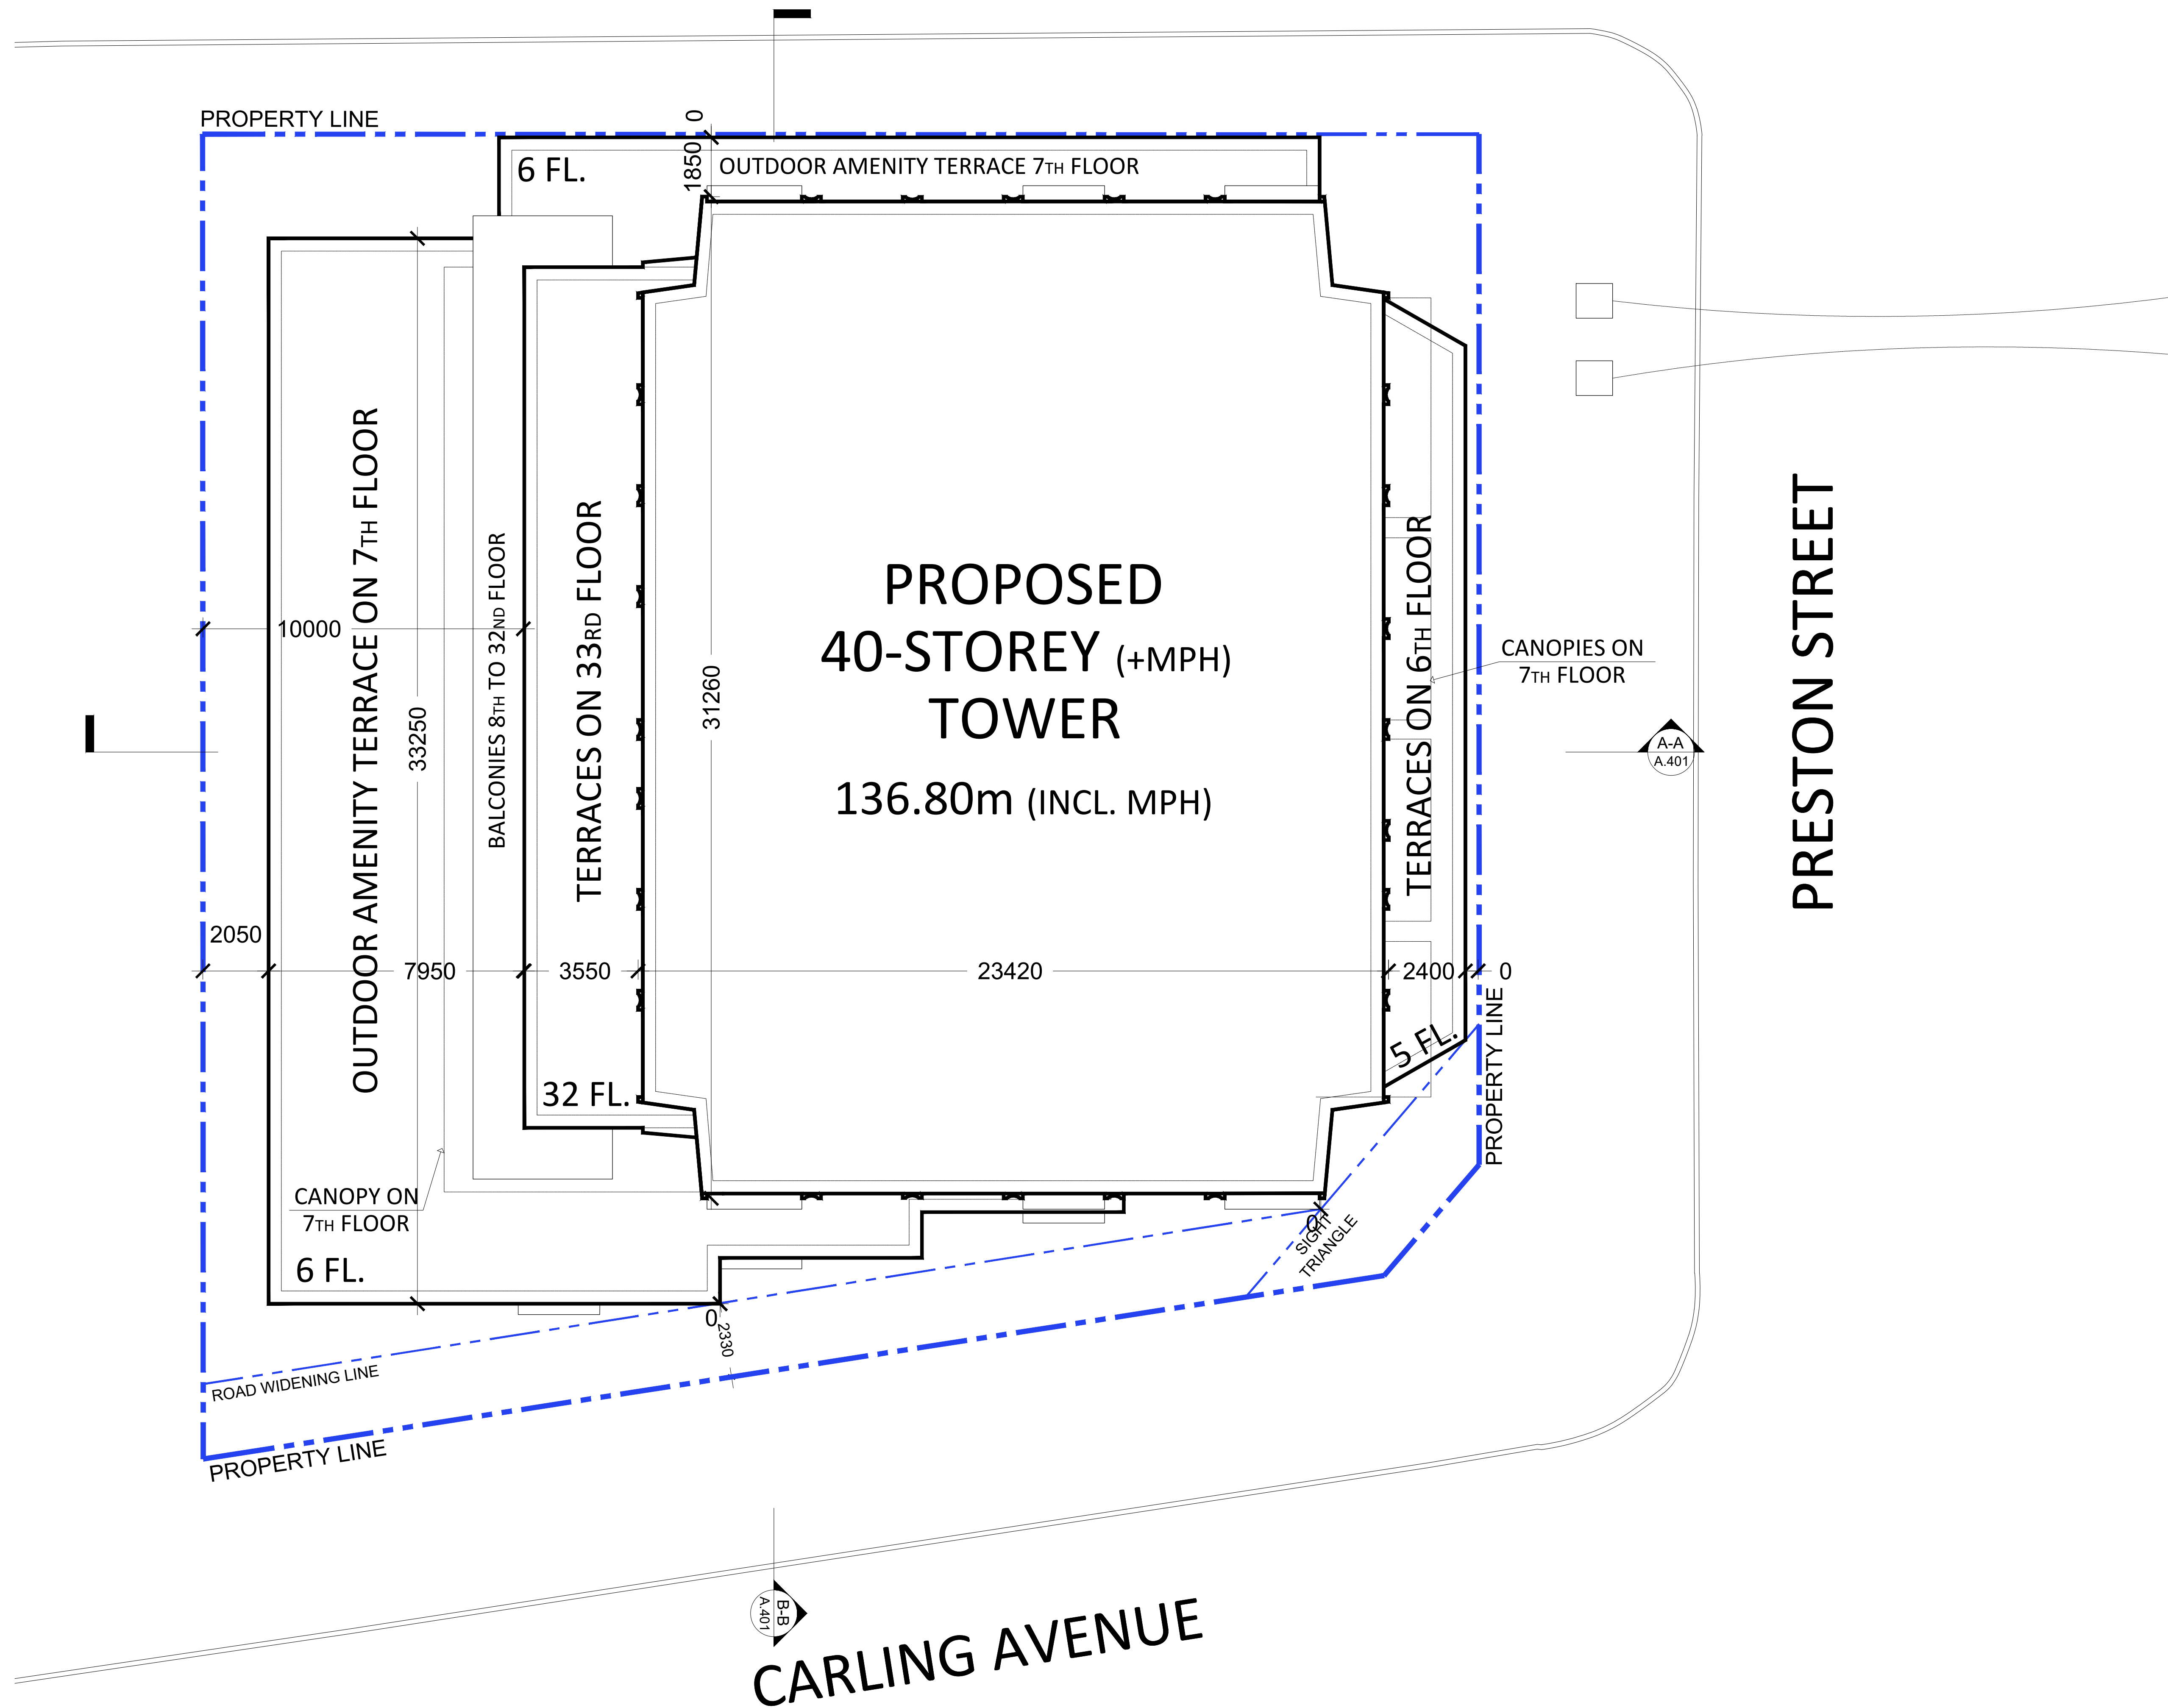 PROPERTY LINE
0
1850
6 FL.
OUTDOOR AMENITY TERRACE 7TH FLOOR
OUTDOOR AMENITY TERRACE ON 7TH FLOOR
BALCONIES 8TH TO 32ND FLOOR
TERRACES ON 33RD FLOOR
PROPOSED
40-STOREY (+MPH)
TOWER
136.80m (INCL. MPH)
TERRACES ON 6TH FLOOR
CANOPIES ON
7TH FLOOR
PRESTON STREET
10000
33250
31260
A-A
A.401
2050
7950
3550
23420
2400
0
5 FL.
PROPERTY LINE
32 FL.
CANOPY ON
7TH FLOOR
6 FL.
0
SIGHT
TRIANGLE
0
2330
ROAD WIDENING LINE
PROPERTY LINE
B-B
A.401
CARLING AVENUE